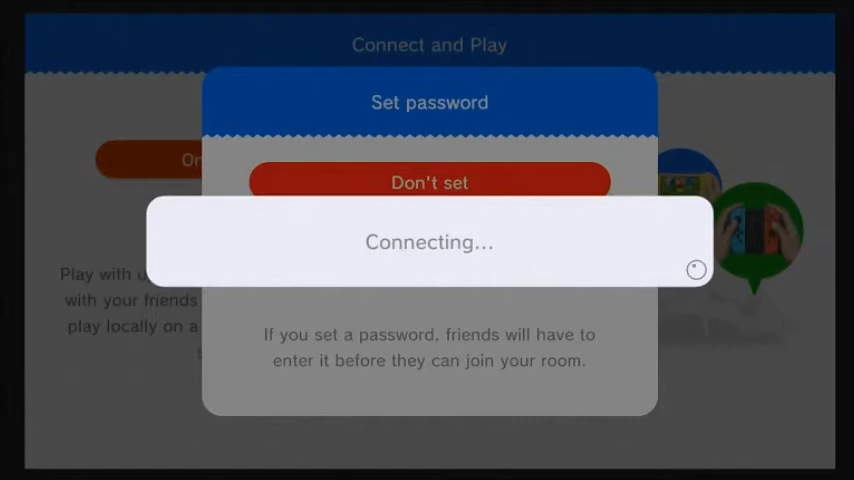 Connect and Play
Set password
Don't set
Connecting...
Play with u
with your friends
play locally on a
If you set a password, friends will have to
enter it before they can join your room.